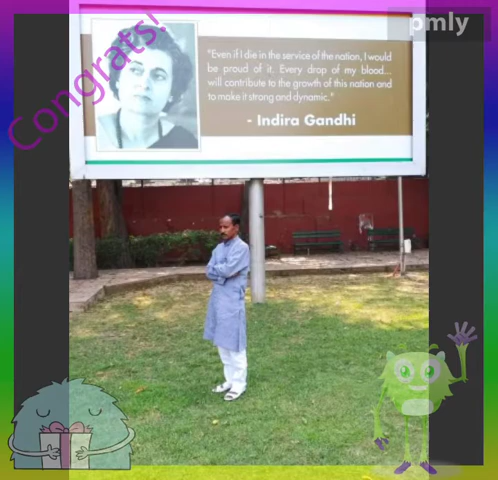 Congrats!
pmly
"Even if I die in the service of the nation, I would
be proud of it. Every drop of my blood...
will contribute to the growth of this nation and
to make it strong and dynamic."
- Indira Gandhi